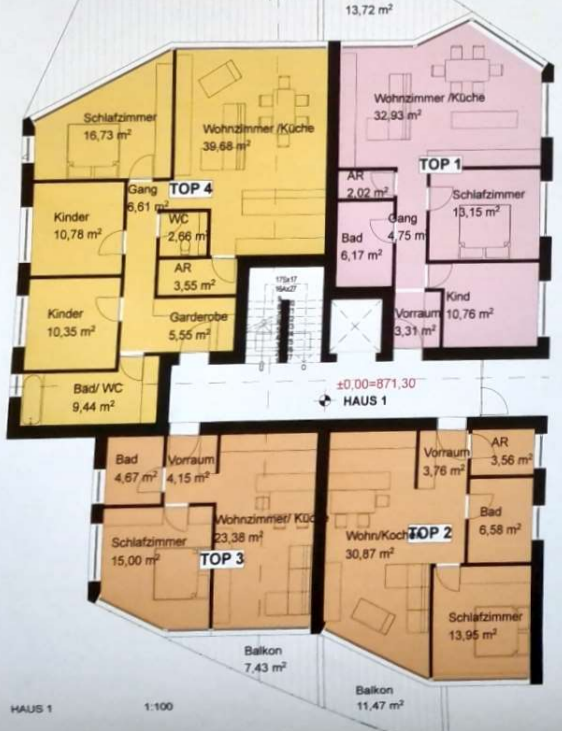 13,72 m²
Schlafzimmer
16,73 m²
Wohnzimmer /Küche
39,68 m²
Wohnzimmer /Küche
32,93 m²
TOP 1
AR
2,02 m²
Schlafzimmer
13,15 m²
Gang
6,61 m²
TOP 4
Kinder
10,78 m²
WC
2,66 m²
Bad
6,17 m²
Gang
4,75 m²
AR
3,55 m²
Kind
10,76 m²
Kinder
10,35 m²
Garderobe
5,55 m²
Vorraum
3,31 m²
Bad/ WC
9,44 m²
±0,00=871,30
HAUS 1
Bad
4,67 m²
Vorraum
4,15 m²
Vorraum
3,76 m²
AR
3,56 m²
Wohnzimmer/ Küc
23,38 m²
Bad
6,58 m²
Schlafzimmer
15,00 m²
TOP 3
Wohn/Koch
30,87 m²
TOP 2
Schlafzimmer
13,95 m²
Balkon
7,43 m²
Balkon
11,47 m²
HAUS 1
1:100